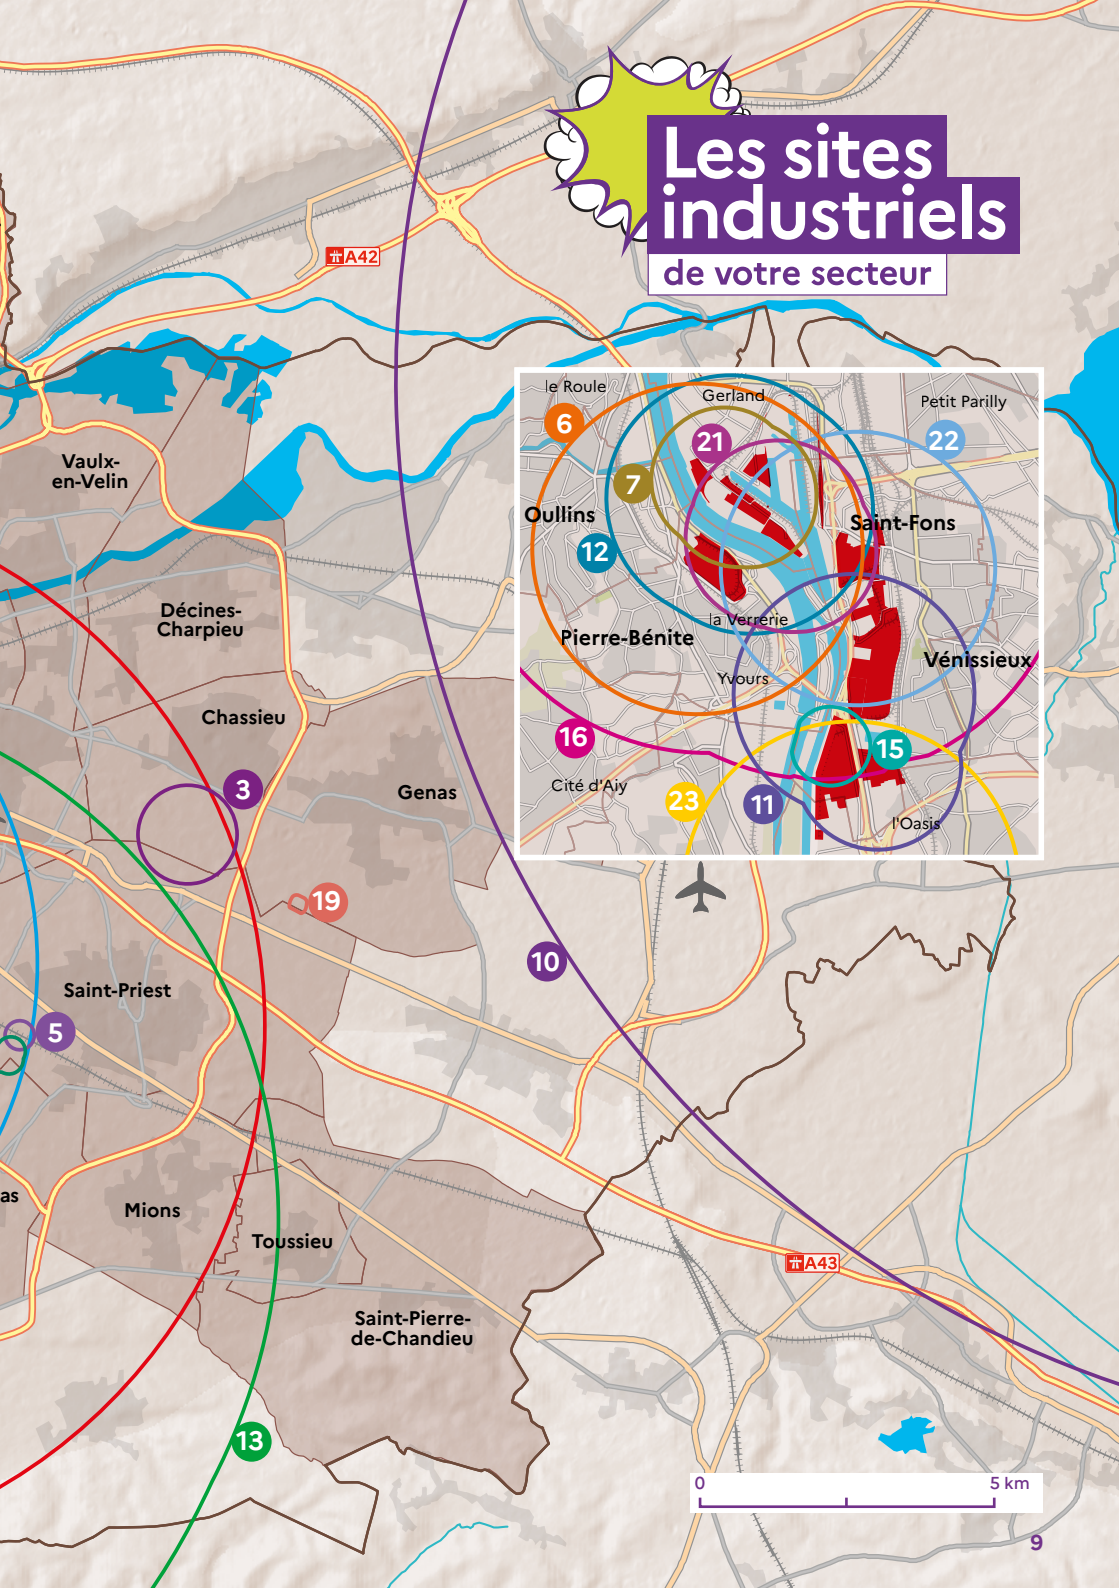 Les sites
industriels
de votre secteur
A42
le Roule
Gerland
Petit Parilly
6
21
22
7
Oullins
Saint-Fons
12
la Verrerie
Pierre-Bénite
Vénissieux
Yvours
16
15
Cité d'Aiy
23
11
l'Oasis
Vaulx-
en-Velin
Décines-
Charpieu
Chassieu
3
Genas
19
10
Saint-Priest
5
as
Mions
Toussieu
A43
Saint-Pierre-
de-Chandieu
13
0
5 km
9